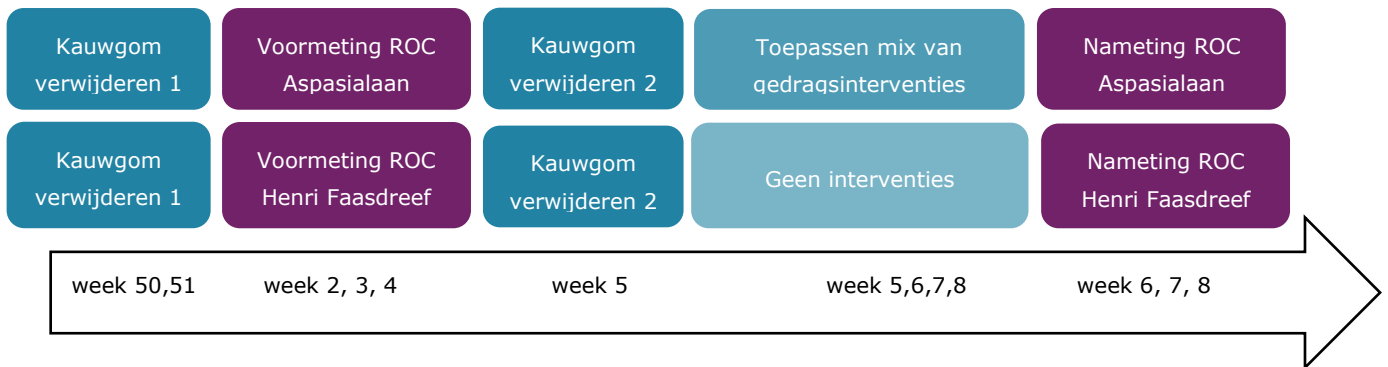 Kauwgom
verwijderen 1
Voormeting ROC
Aspasialaan
Kauwgom
verwijderen 2
Toepassen mix van
gedragsinterventies
Nameting ROC
Aspasialaan
Kauwgom
verwijderen 1
Voormeting ROC
Henri Faasdreef
Kauwgom
verwijderen 2
Geen interventies
Nameting ROC
Henri Faasdreef
week 50,51
week 2, 3, 4
week 5
week 5,6,7,8
week 6, 7, 8